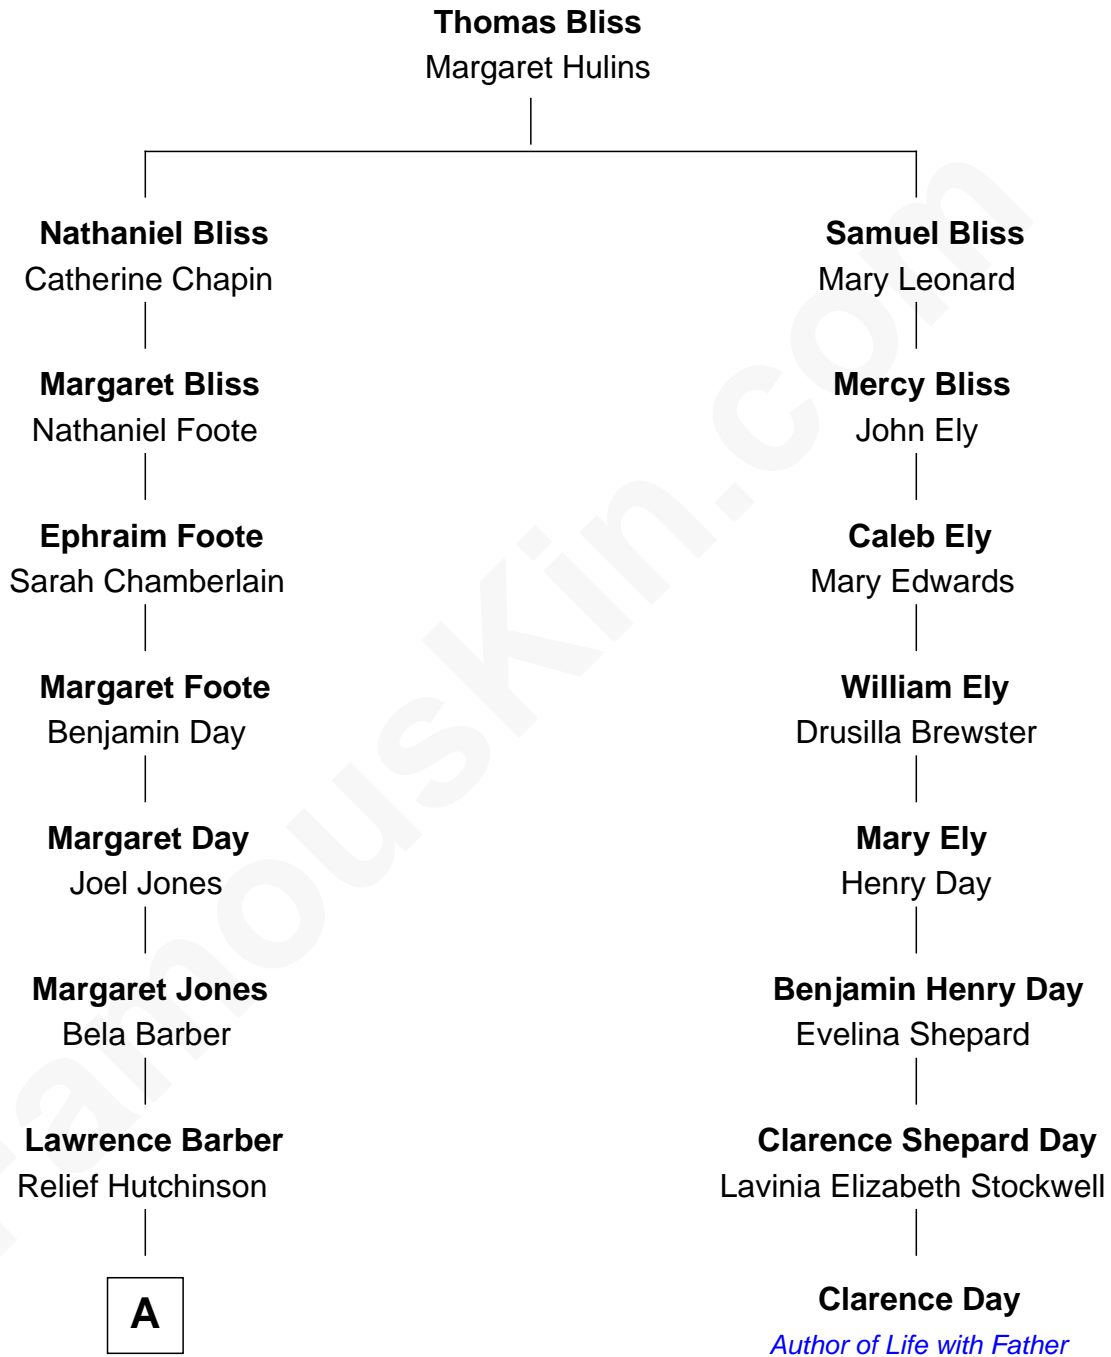 Thomas Bliss
Margaret Hulins
Nathaniel Bliss
Catherine Chapin
Samuel Bliss
Mary Leonard
Margaret Bliss
Nathaniel Foote
Mercy Bliss
John Ely
Ephraim Foote
Sarah Chamberlain
Caleb Ely
Mary Edwards
Margaret Foote
Benjamin Day
William Ely
Drusilla Brewster
Margaret Day
Joel Jones
Mary Ely
Henry Day
Margaret Jones
Bela Barber
Benjamin Henry Day
Evelina Shepard
Lawrence Barber
Relief Hutchinson
Clarence Shepard Day
Lavinia Elizabeth Stockwell
A
Clarence Day
Author of Life with Father
FamousKin.com